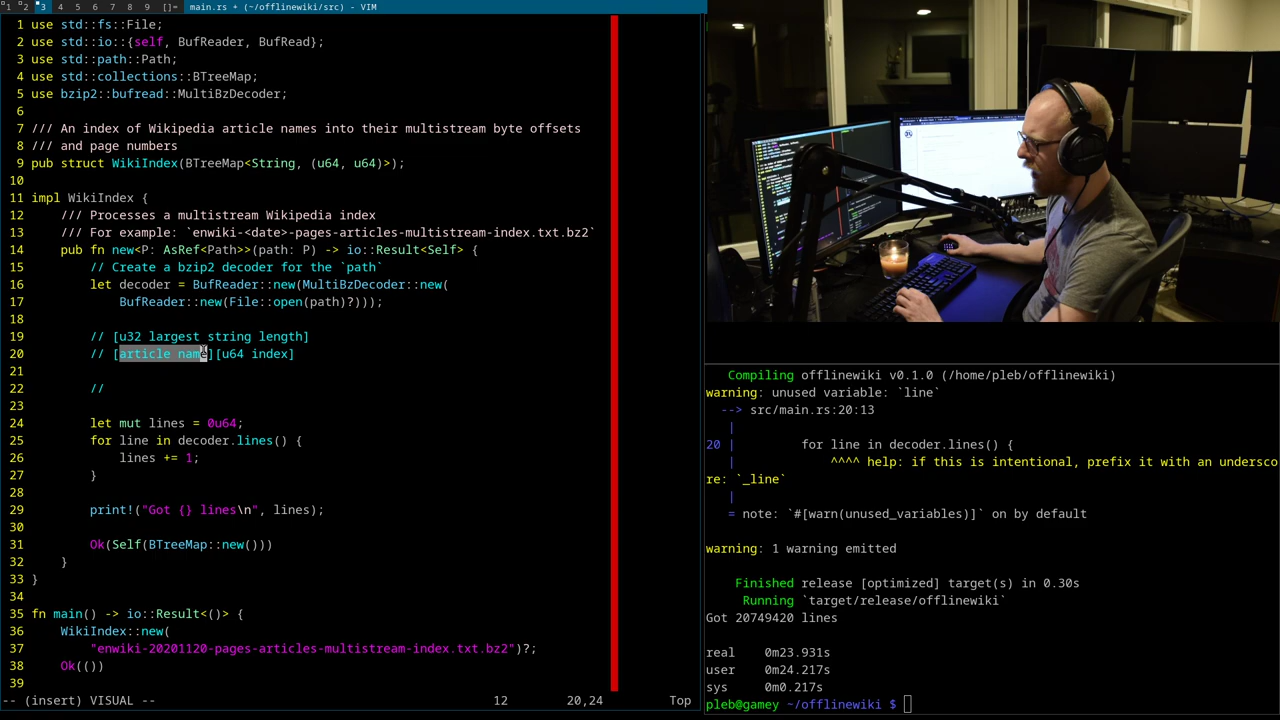 1 2 3 4 5 6 7 8 9 []= main.rs + (~/offlinewiki/src) - VIM
1 use std::fs::File;
2 use std::io::{self, BufReader, BufRead};
3 use std::path::Path;
4 use std::collections::BTreeMap;
5 use bzip2::bufread::MultiBzDecoder;
6
7 /// An index of Wikipedia article names into their multistream byte offsets
8 /// and page numbers
9 pub struct WikiIndex(BTreeMap<String, (u64, u64)>);
10
11 impl WikiIndex {
12     /// Processes a multistream Wikipedia index
13     /// For example: `enwiki-<date>-pages-articles-multistream-index.txt.bz2`
14     pub fn new<P: AsRef<Path>>(path: P) -> io::Result<Self> {
15         // Create a bzip2 decoder for the `path`
16         let decoder = BufReader::new(MultiBzDecoder::new(
17             BufReader::new(File::open(path)?)));
18
19         // [u32 largest string length]
20         // [article name][u64 index]
21
22         //
23
24         let mut lines = 0u64;
25         for line in decoder.lines() {
26             lines += 1;
27         }
28
29         print!("Got {} lines\n", lines);
30
31         Ok(Self(BTreeMap::new()))
32     }
33 }
34
35 fn main() -> io::Result<()> {
36     WikiIndex::new(
37         "enwiki-20201120-pages-articles-multistream-index.txt.bz2")?;
38     Ok(())
39
-- (insert) VISUAL -- 12 20,24 Top
Compiling offlinewiki v0.1.0 (/home/pleb/offlinewiki)
warning: unused variable: `line`
--> src/main.rs:20:13
|
20 |         for line in decoder.lines() {
|             ^^^^ help: if this is intentional, prefix it with an undersco
re: `_line`
|
= note: `#[warn(unused_variables)]` on by default
warning: 1 warning emitted
Finished release [optimized] target(s) in 0.30s
Running `target/release/offlinewiki`
Got 20749420 lines
real 0m23.931s
user 0m24.217s
sys 0m0.217s
pleb@gamey ~/offlinewiki $